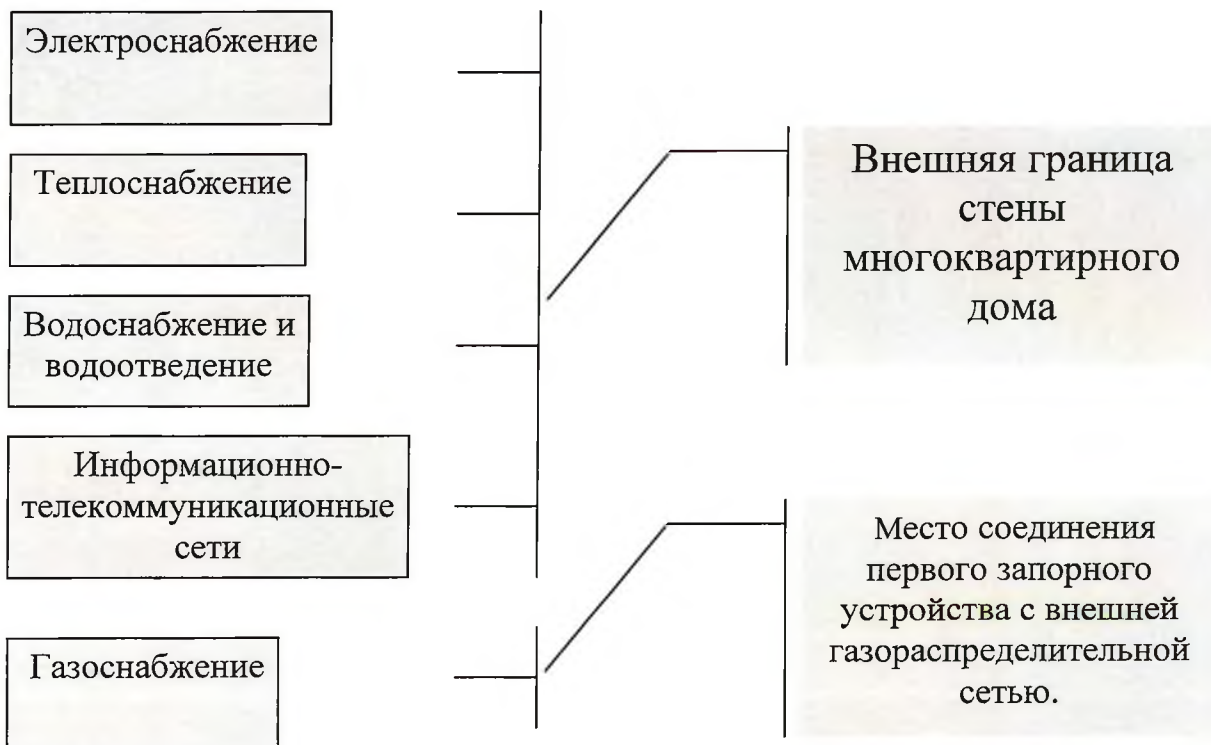 Электроснабжение
Теплоснабжение
Водоснабжение и
водоотведение
Информационно-
телекоммуникационные
сети
Газоснабжение
Внешняя граница
стены
многоквартирного
дома
Место соединения
первого запорного
устройства с внешней
газораспределительной
сетью.